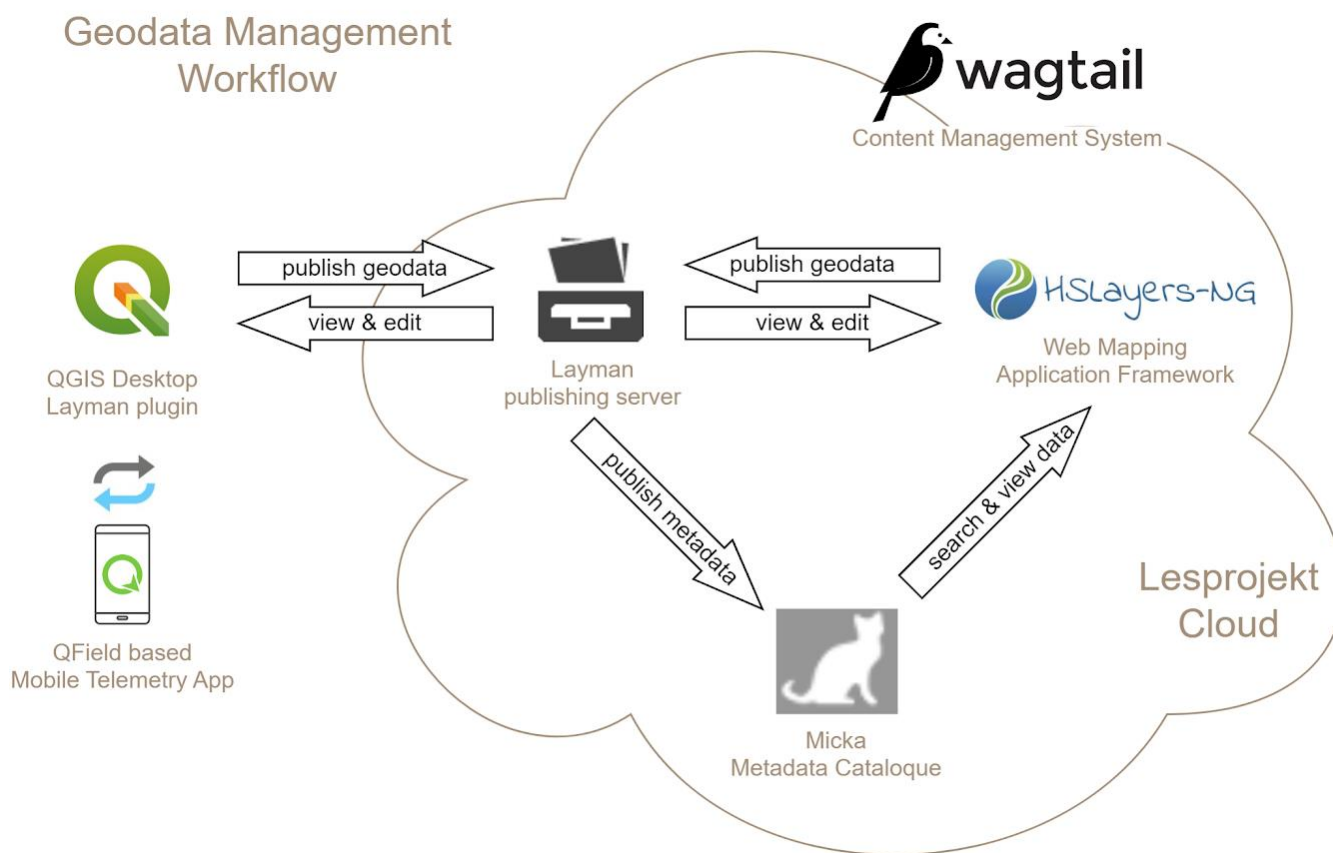 Geodata Management
Workflow
wagtail
Content Management System
publish geodata
view & edit
publish geodata
view & edit
HSLayers-NG
QGIS Desktop
Layman plugin
Layman
publishing server
Web Mapping
Application Framework
publish metadata
search & view data
Lesprojekt
Cloud
QField based
Mobile Telemetry App
Micka
Metadata Cataloque